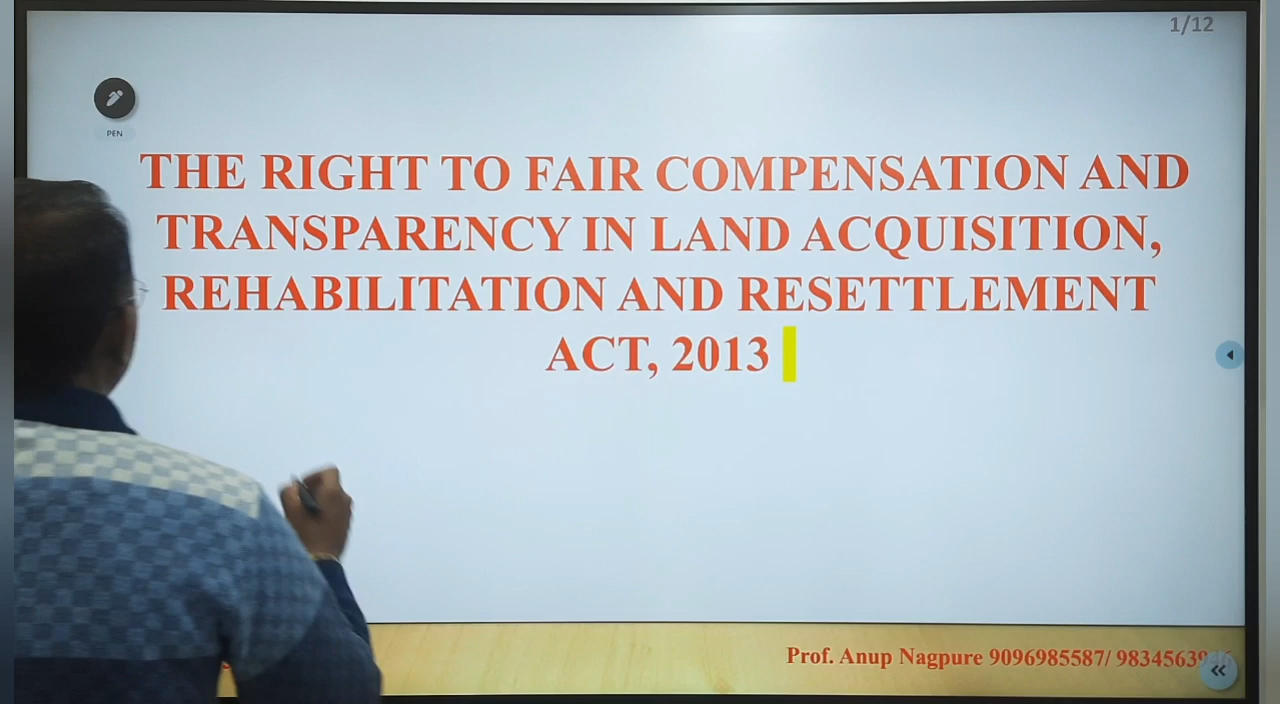 1/12
PEN
THE RIGHT TO FAIR COMPENSATION AND
TRANSPARENCY IN LAND ACQUISITION,
REHABILITATION AND RESETTLEMENT
ACT, 2013
Prof. Anup Nagpure 9096985587/